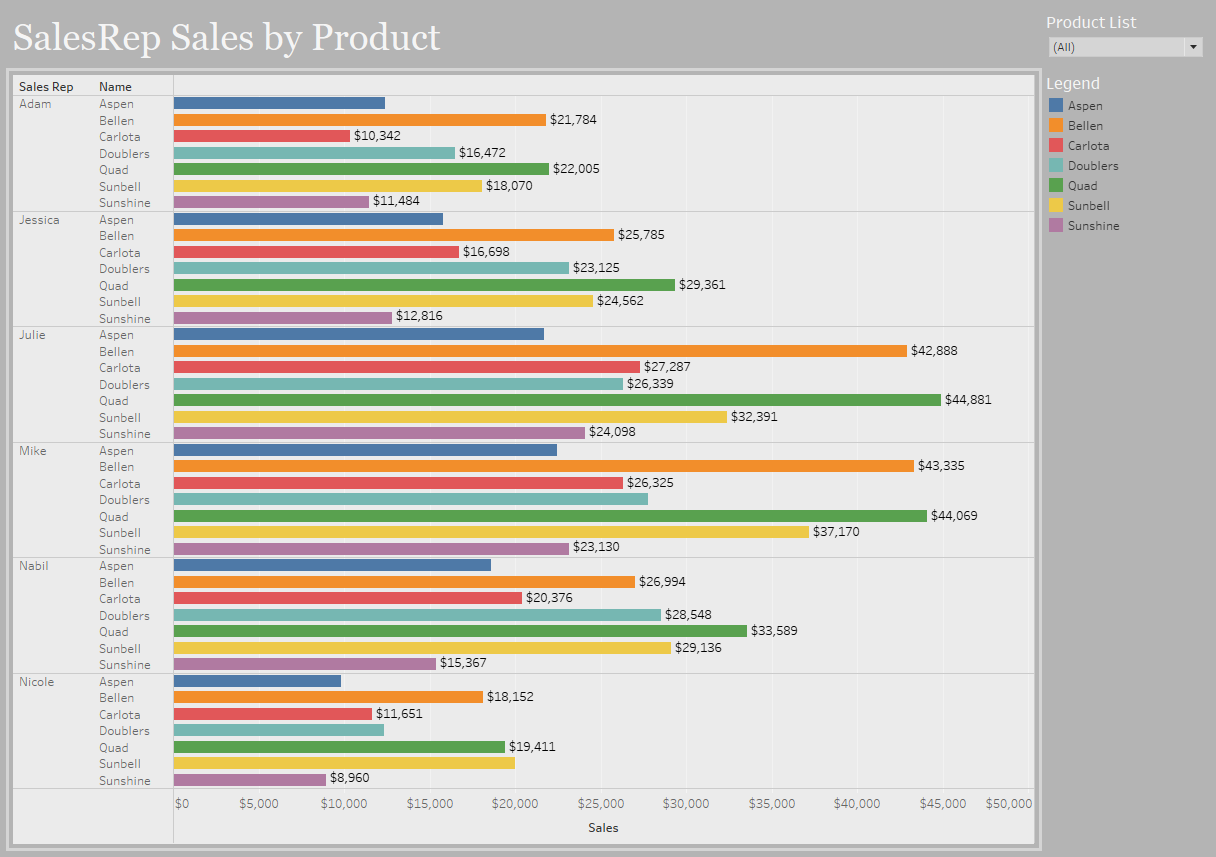 SalesRep Sales by Product
Product List
(All)
Legend
Aspen
Bellen
Carlota
Doublers
Quad
Sunbell
Sunshine
Sales Rep Name
Adam Aspen
Bellen $21,784
Carlota $10,342
Doublers $16,472
Quad $22,005
Sunbell $18,070
Sunshine $11,484
Jessica Aspen
Bellen $25,785
Carlota $16,698
Doublers $23,125
Quad $29,361
Sunbell $24,562
Sunshine $12,816
Julie Aspen
Bellen $42,888
Carlota $27,287
Doublers $26,339
Quad $44,881
Sunbell $32,391
Sunshine $24,098
Mike Aspen
Bellen $43,335
Carlota $26,325
Doublers
Quad $44,069
Sunbell $37,170
Sunshine $23,130
Nabil Aspen
Bellen $26,994
Carlota $20,376
Doublers $28,548
Quad $33,589
Sunbell $29,136
Sunshine $15,367
Nicole Aspen
Bellen $18,152
Carlota $11,651
Doublers
Quad $19,411
Sunbell
Sunshine $8,960
$0 $5,000 $10,000 $15,000 $20,000 $25,000 $30,000 $35,000 $40,000 $45,000 $50,000
Sales